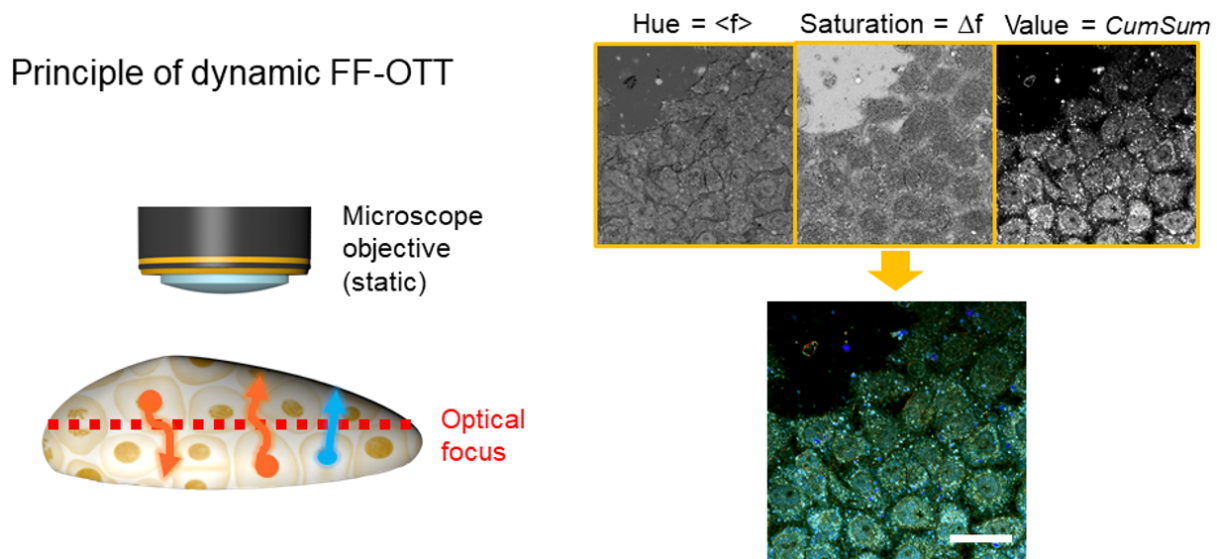 Principle of dynamic FF-OTT
Microscope
objective
(static)
Optical
focus
Hue = <f>
Saturation = Δf
Value = CumSum